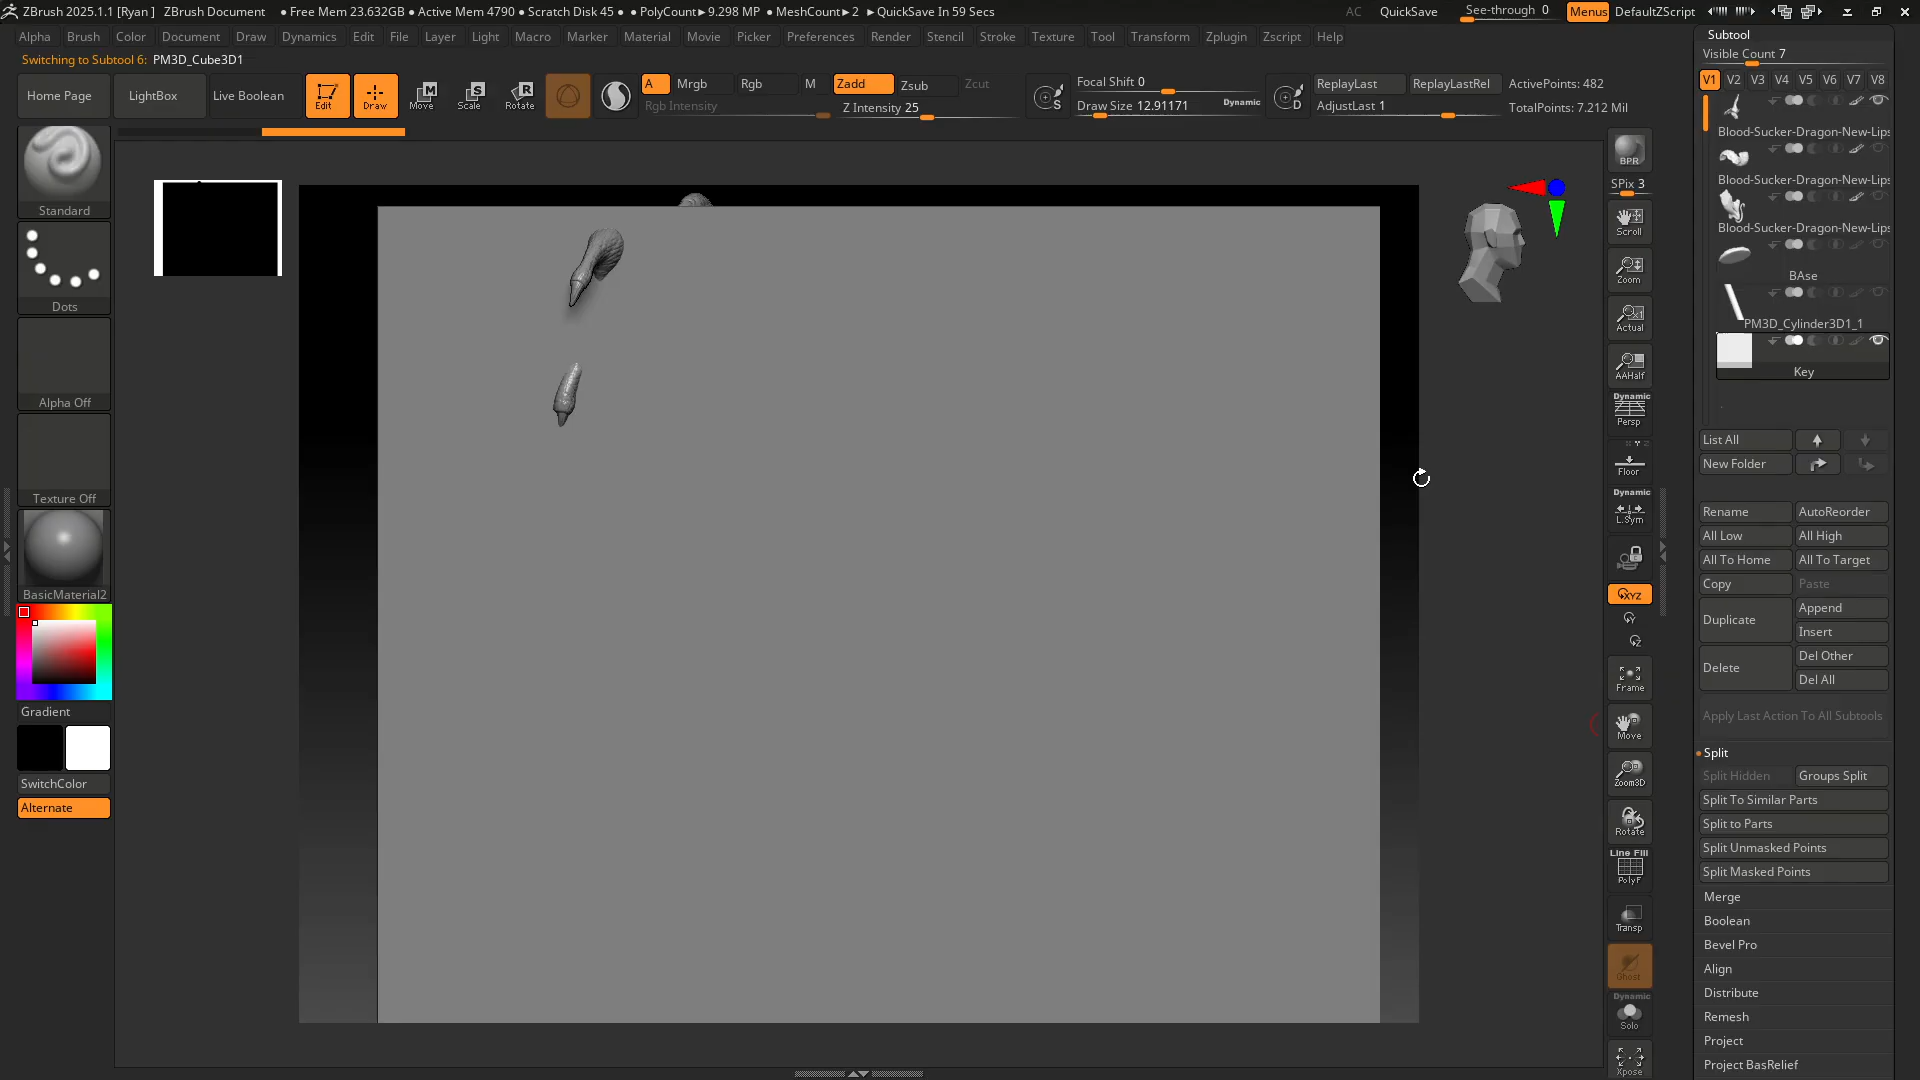 ZBrush 2025.1.1 [Ryan ] ZBrush Document ● Free Mem 23.632GB ● Active Mem 4790 ● Scratch Disk 45 ● ● PolyCount► 9.298 MP ● MeshCount► 2 ►QuickSave In 59 Secs AC QuickSave See-through 0 Menus DefaultZScript
Alpha Brush Color Document Draw Dynamics Edit File Layer Light Macro Marker Material Movie Picker Preferences Render Stencil Stroke Texture Tool Transform Zplugin Zscript Help
Switching to Subtool 6: PM3D_Cube3D1
Home Page LightBox Live Boolean Edit Draw Move Scale Rotate
A Mrgb Rgb M Zadd Zsub Zcut
Rgb Intensity Z Intensity 25
Focal Shift 0
Draw Size 12.91171 Dynamic
S
D
ReplayLast ReplayLastRel ActivePoints: 482
AdjustLast 1 TotalPoints: 7.212 Mil
Standard
Dots
Alpha Off
Texture Off
BasicMaterial2
Gradient
SwitchColor
Alternate
BPR
SPix 3
Scroll
Zoom
Actual
AAHalf
Dynamic
Persp
Floor
Dynamic
L.Sym
XYZ
Y
Z
Frame
Move
Zoom3D
Rotate
Line Fill
PolyF
Transp
Ghost
Dynamic
Solo
Xpose
Subtool
Visible Count 7
V1 V2 V3 V4 V5 V6 V7 V8
Blood-Sucker-Dragon-New-Lips
Blood-Sucker-Dragon-New-Lips
Blood-Sucker-Dragon-New-Lips
BAse
PM3D_Cylinder3D1_1
Key
List All
New Folder
Rename AutoReorder
All Low All High
All To Home All To Target
Copy Paste
Duplicate Append
Insert
Delete Del Other
Del All
Apply Last Action To All Subtools
Split
Split Hidden Groups Split
Split To Similar Parts
Split to Parts
Split Unmasked Points
Split Masked Points
Merge
Boolean
Bevel Pro
Align
Distribute
Remesh
Project
Project BasRelief